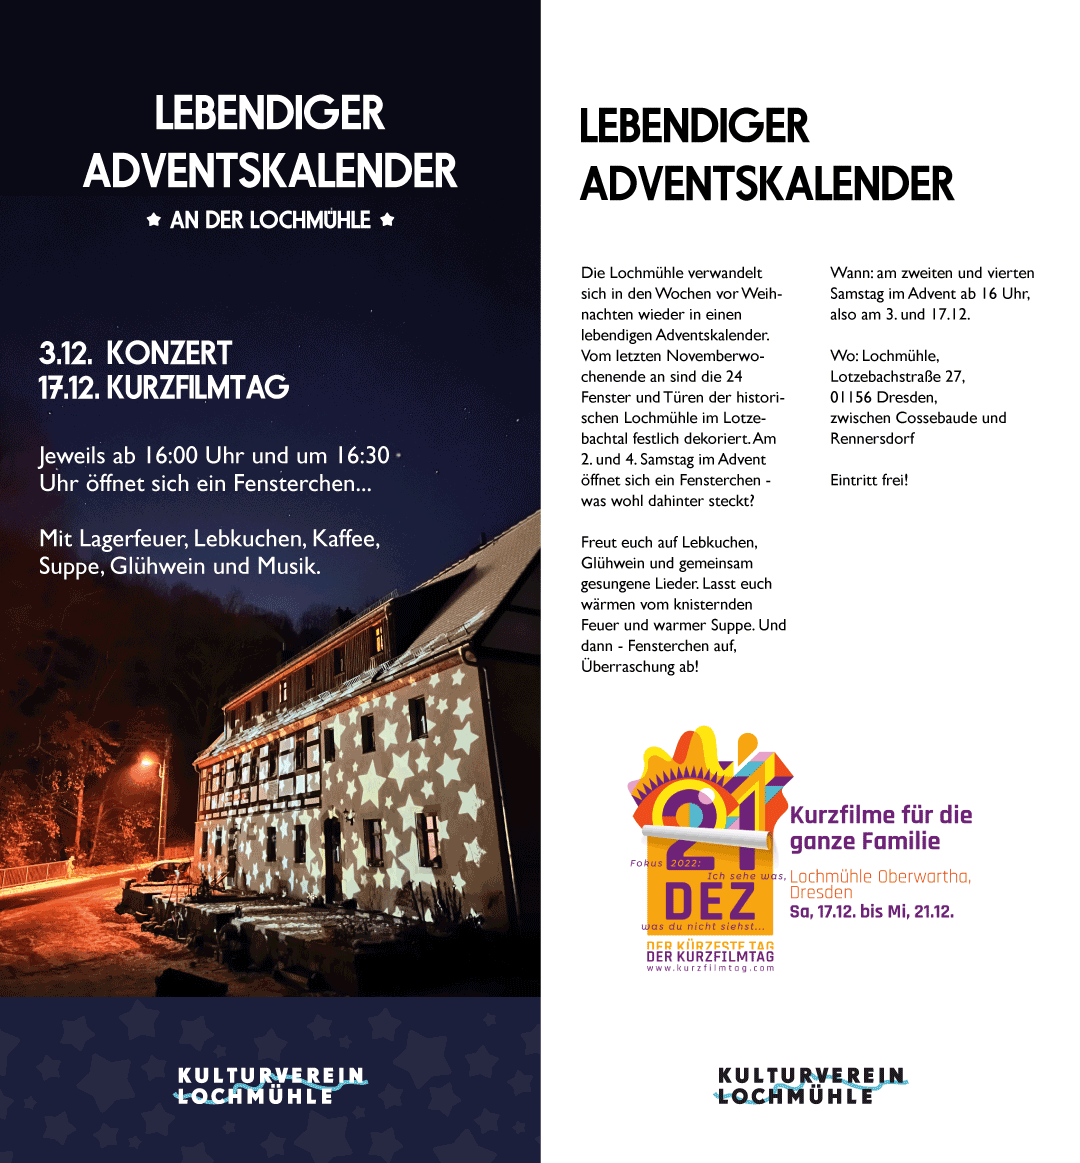 LEBENDIGER
ADVENTSKALENDER
AN DER LOCHMÜHLE
3.12. KONZERT
17.12. KURZFILMTAG
Jeweils ab 16:00 Uhr und um 16:30
Uhr öffnet sich ein Fensterchen...
Mit Lagerfeuer, Lebkuchen, Kaffee,
Suppe, Glühwein und Musik.
KULTURVEREIN
LOCHMÜHLE
LEBENDIGER
ADVENTSKALENDER
Die Lochmühle verwandelt
sich in den Wochen vor Weih-
nachten wieder in einen
lebendigen Adventskalender.
Vom letzten Novemberwo-
chenende an sind die 24
Fenster und Türen der histori-
schen Lochmühle im Lotze-
bachtal festlich dekoriert. Am
2. und 4. Samstag im Advent
öffnet sich ein Fensterchen -
was wohl dahinter steckt?
Freut euch auf Lebkuchen,
Glühwein und gemeinsam
gesungene Lieder. Lasst euch
wärmen vom knisternden
Feuer und warmer Suppe. Und
dann - Fensterchen auf,
Überraschung ab!
Wann: am zweiten und vierten
Samstag im Advent ab 16 Uhr,
also am 3. und 17.12.
Wo: Lochmühle,
Lotzebachstraße 27,
01156 Dresden,
zwischen Cossebaude und
Rennersdorf
Eintritt frei!
21
Fokus 2022:
Ich sehe was,
DEZ
was du nicht siehst...
DER KÜRZESTE TAG
DER KURZFILMTAG
www.kurzfilmtag.com
Kurzfilme für die
ganze Familie
Lochmühle Oberwartha,
Dresden
Sa, 17.12. bis Mi, 21.12.
KULTURVEREIN
LOCHMÜHLE